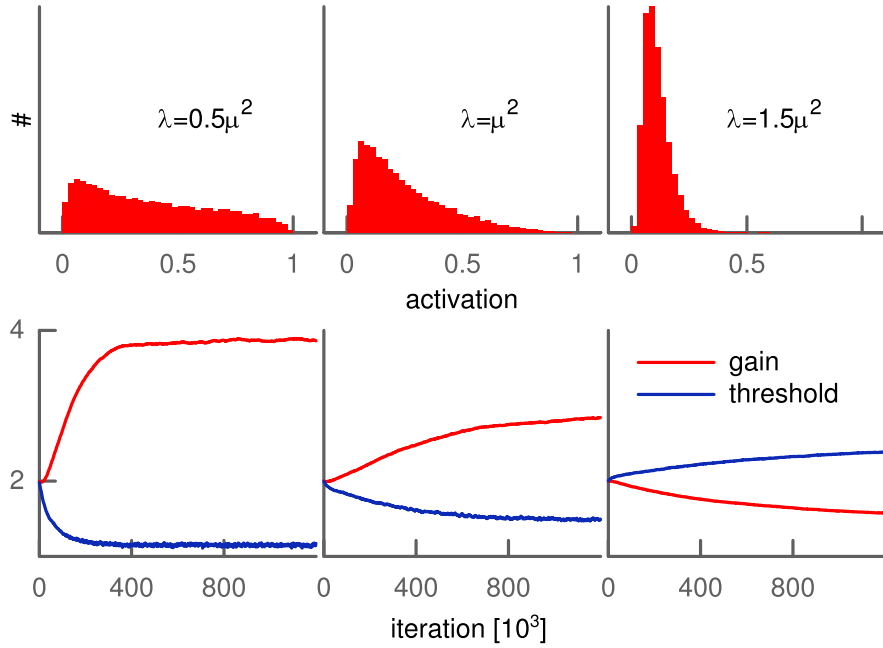 #
λ=0.5μ²
λ=μ²
λ=1.5μ²
0 0.5 1 0 0.5 1 0 0.5
activation
4
2
gain
threshold
0 400 800 0 400 800 0 400 800
iteration [10³]